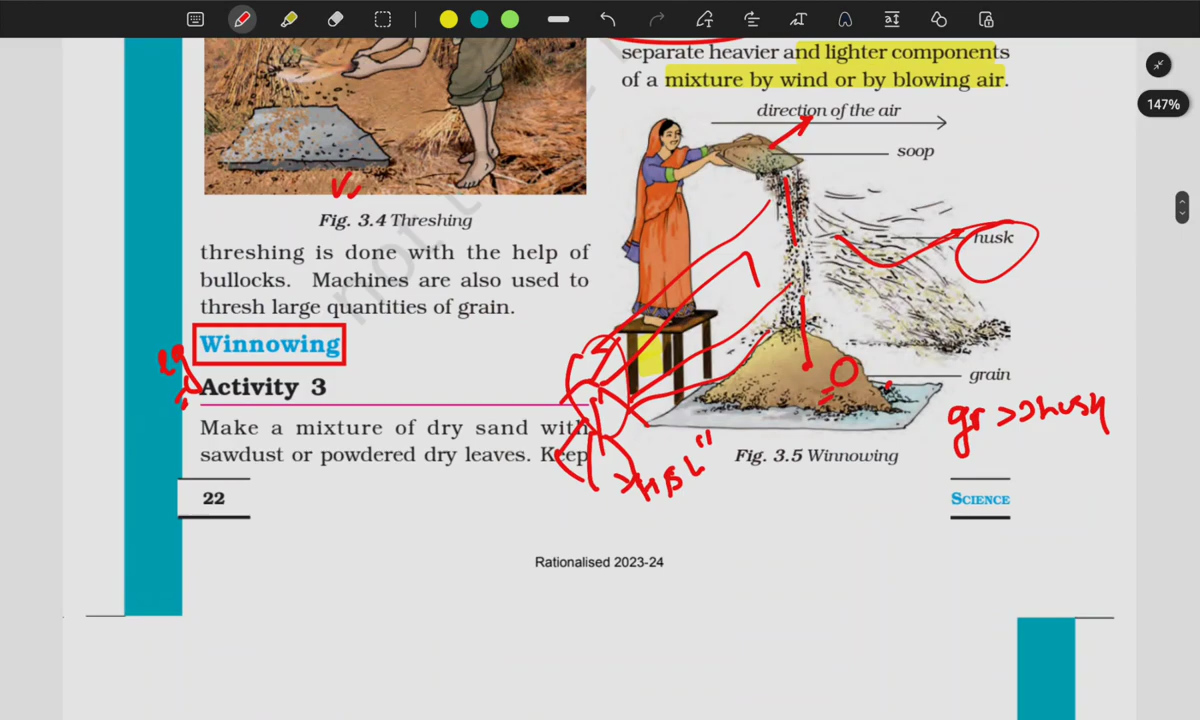 147%
Fig. 3.4 Threshing
threshing is done with the help of
bullocks. Machines are also used to
thresh large quantities of grain.
Winnowing
Activity 3
Make a mixture of dry sand with
sawdust or powdered dry leaves. Keep
22
separate heavier and lighter components
of a mixture by wind or by blowing air.
direction of the air
soop
husk
grain
gr >> husk
Fig. 3.5 Winnowing
SCIENCE
Rationalised 2023-24